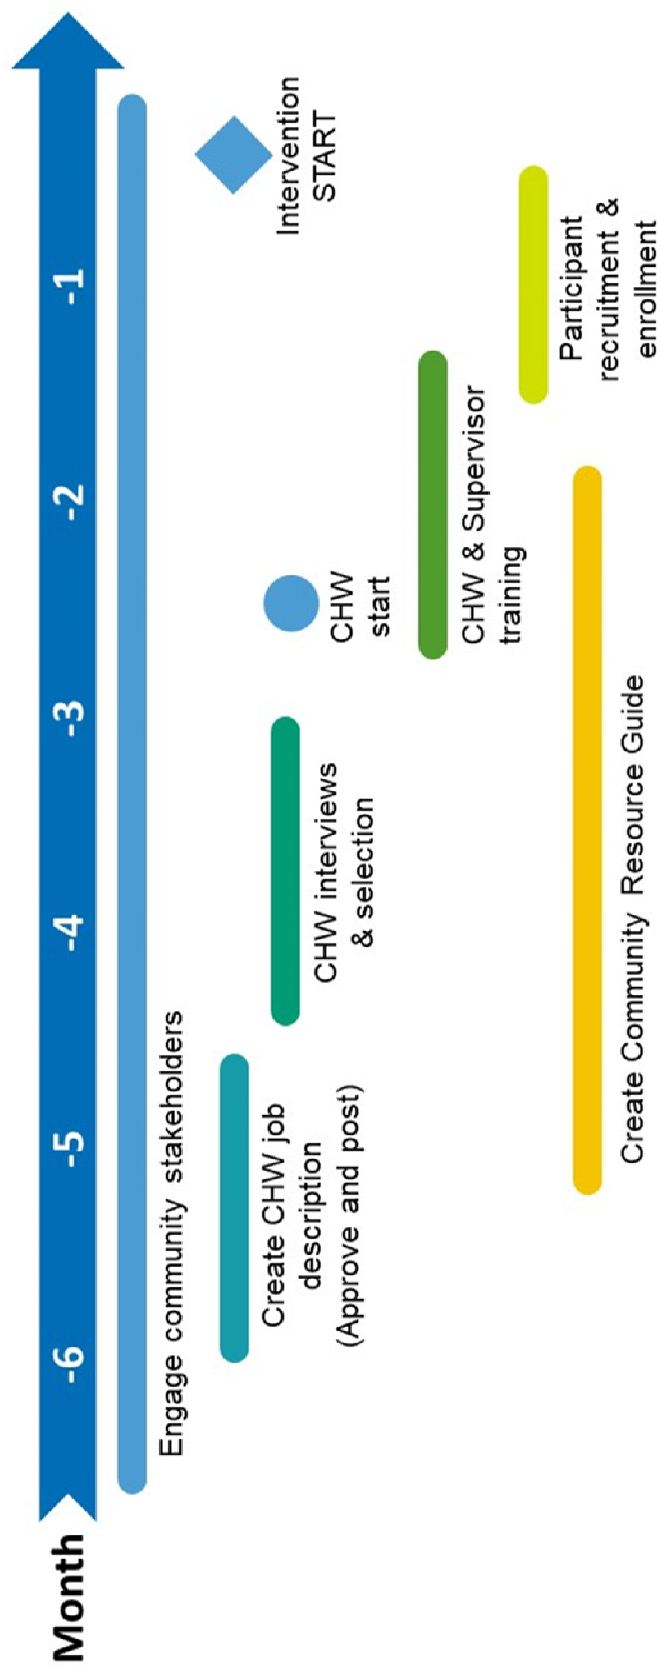 Month
-6
-5
-4
-3
-2
-1
Engage community stakeholders
Intervention
START
Create CHW job
description
(Approve and post)
CHW interviews
& selection
CHW
start
CHW & Supervisor
training
Participant
recruitment &
enrollment
Create Community Resource Guide